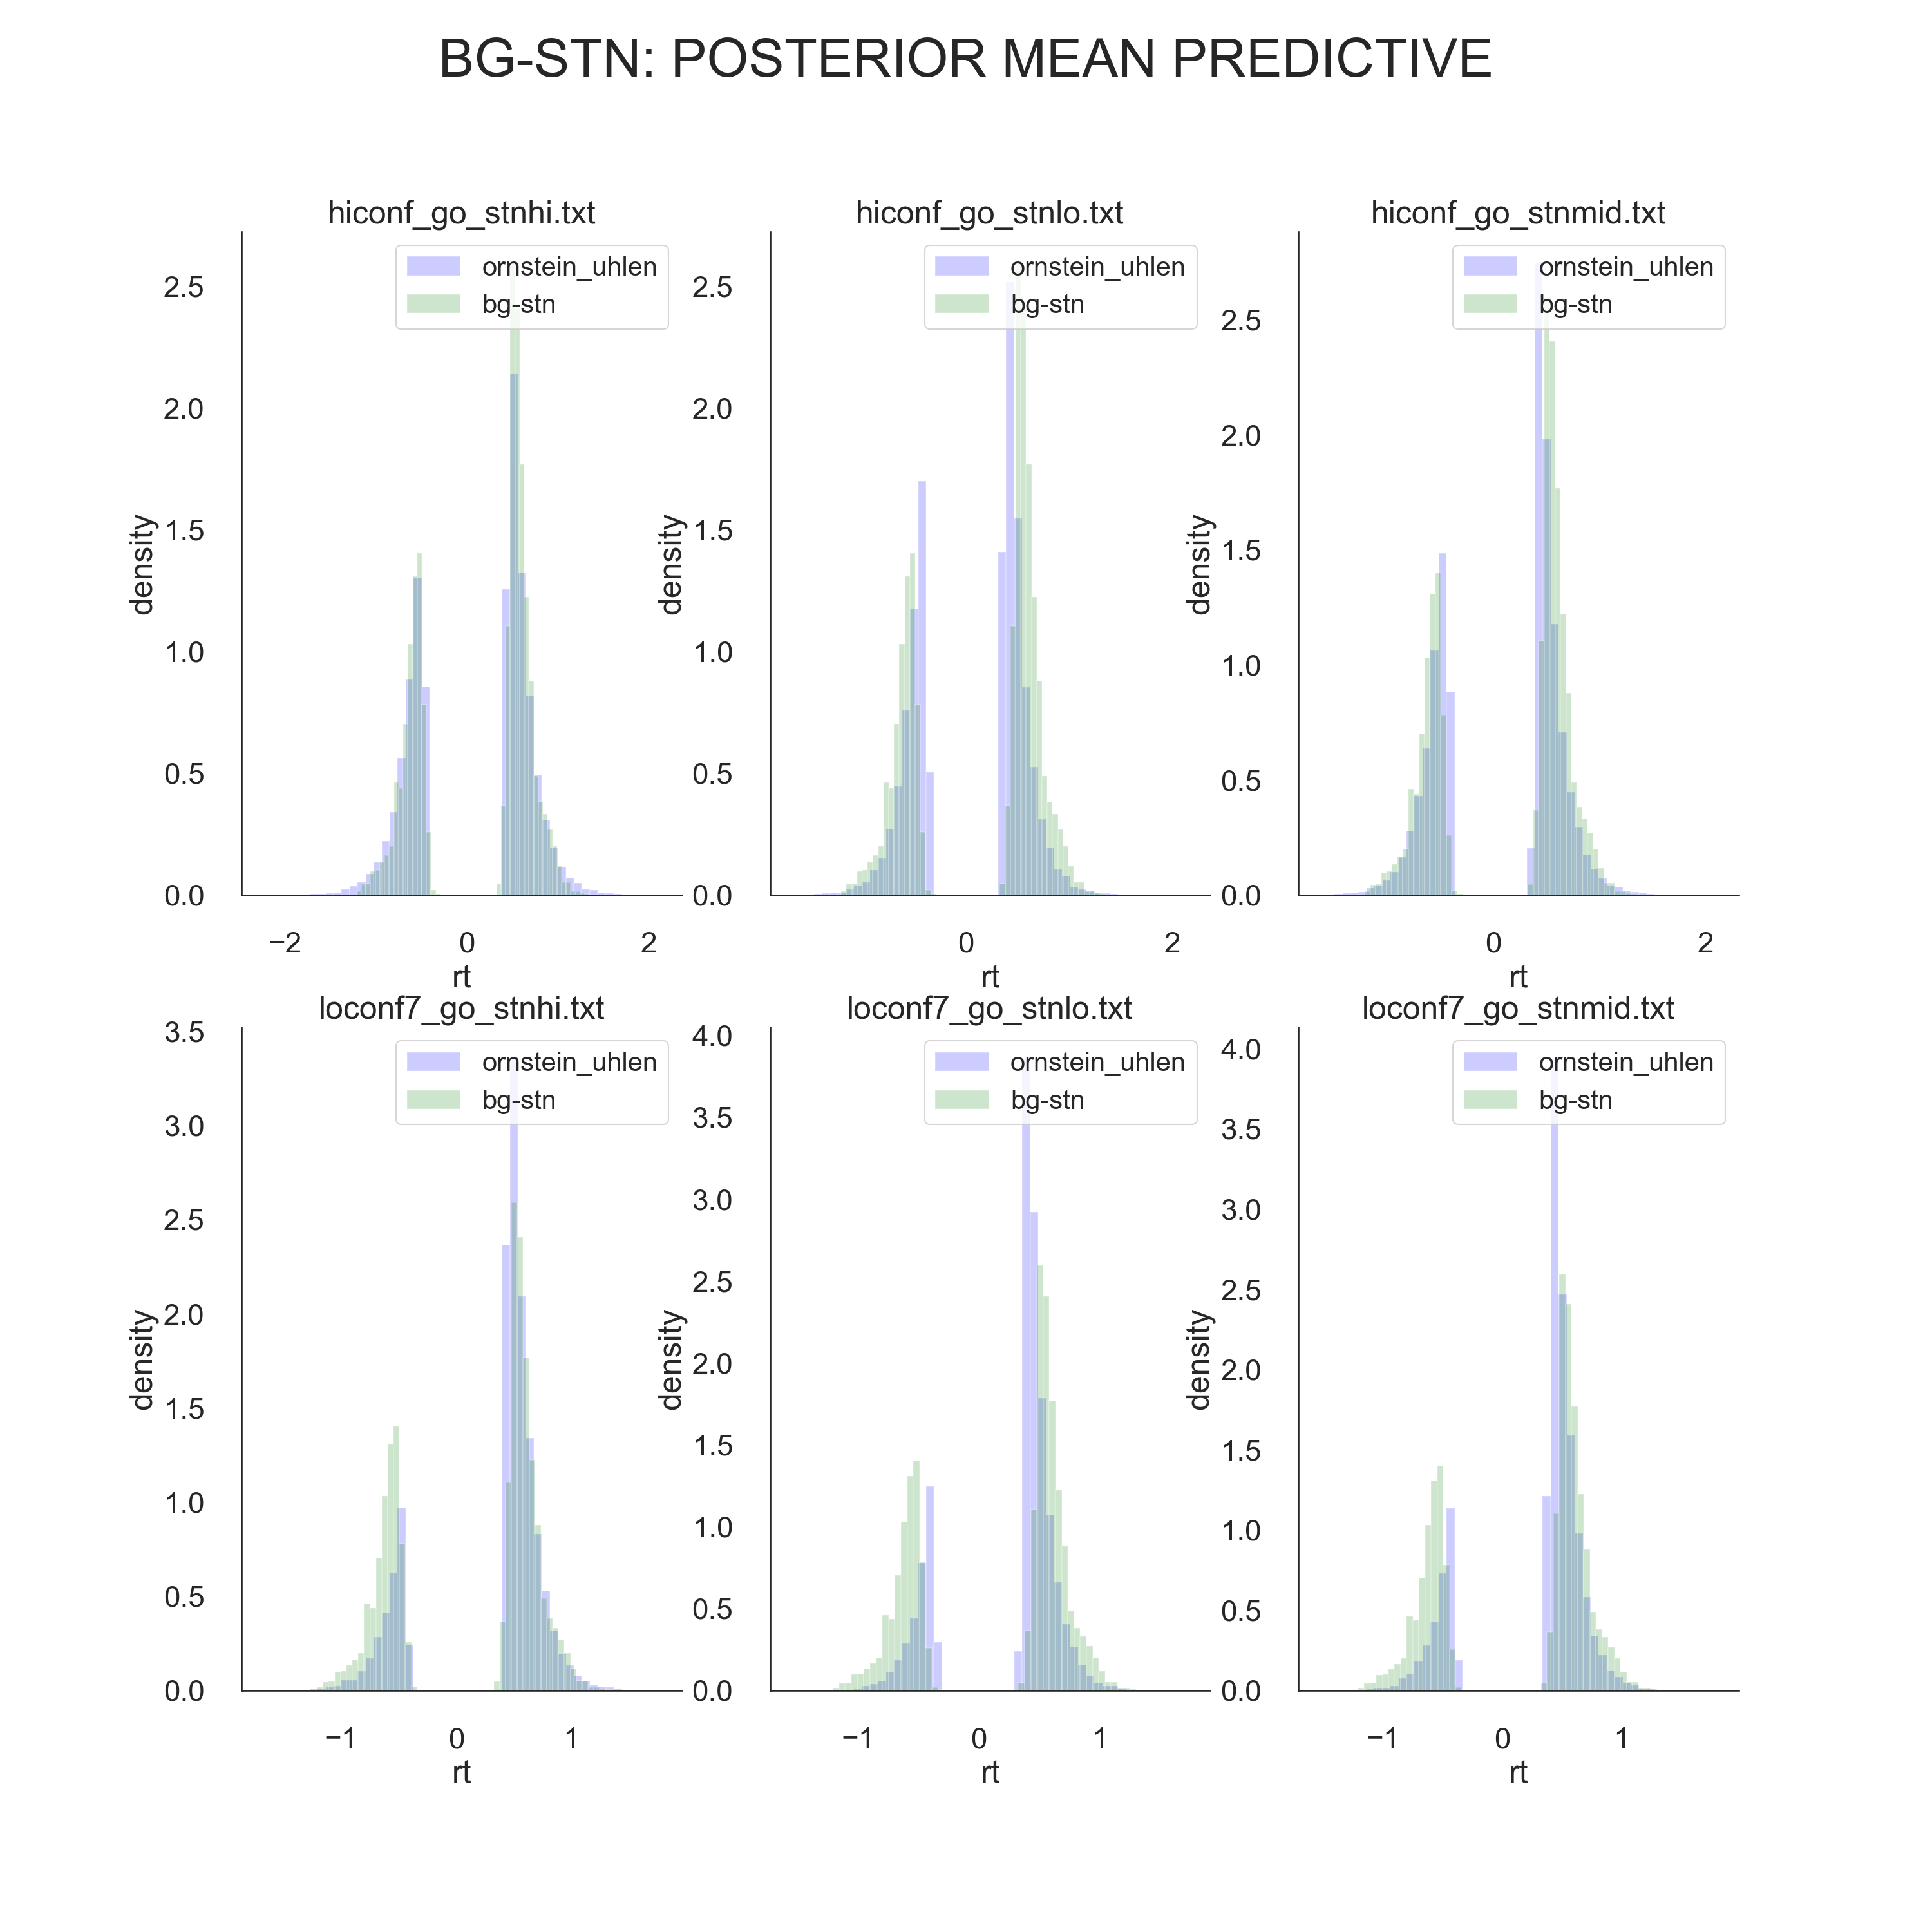 BG-STN: POSTERIOR MEAN PREDICTIVE
hiconf_go_stnhi.txt
ornstein_uhlen
bg-stn
2.5
2.0
1.5
1.0
0.5
0.0
density
−2 0 2
rt
hiconf_go_stnlo.txt
ornstein_uhlen
bg-stn
2.5
2.0
1.5
1.0
0.5
0.0
density
0 2
rt
hiconf_go_stnmid.txt
ornstein_uhlen
bg-stn
2.5
2.0
1.5
1.0
0.5
0.0
density
0 2
rt
loconf7_go_stnhi.txt
ornstein_uhlen
bg-stn
3.5
3.0
2.5
2.0
1.5
1.0
0.5
0.0
density
−1 0 1
rt
loconf7_go_stnlo.txt
ornstein_uhlen
bg-stn
4.0
3.5
3.0
2.5
2.0
1.5
1.0
0.5
0.0
density
−1 0 1
rt
loconf7_go_stnmid.txt
ornstein_uhlen
bg-stn
4.0
3.5
3.0
2.5
2.0
1.5
1.0
0.5
0.0
density
−1 0 1
rt